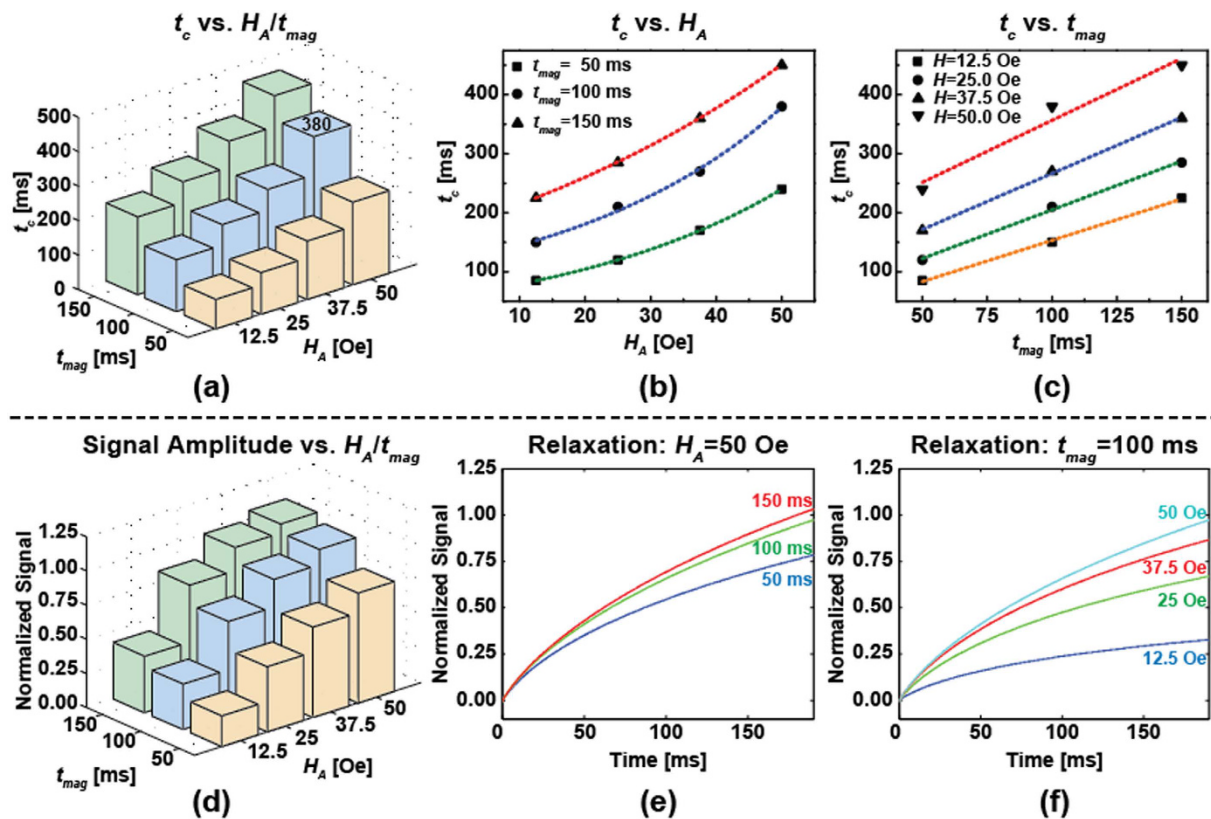 t_c vs. H_A/t_mag
500
400
300
200
100
0
t_c [ms]
380
150
100
50
t_mag [ms]
12.5
25
37.5
50
H_A [Oe]
(a)
t_c vs. H_A
t_mag= 50 ms
t_mag=100 ms
t_mag=150 ms
400
300
200
100
t_c [ms]
10 20 30 40 50
H_A [Oe]
(b)
t_c vs. t_mag
H=12.5 Oe
H=25.0 Oe
H=37.5 Oe
H=50.0 Oe
400
300
200
100
t_c [ms]
50 75 100 125 150
t_mag [ms]
(c)
Signal Amplitude vs. H_A/t_mag
1.25
1.00
0.75
0.50
0.25
0.00
Normalized Signal
150
100
50
t_mag [ms]
12.5
25
37.5
50
H_A [Oe]
(d)
Relaxation: H_A=50 Oe
1.25
1.00
0.75
0.50
0.25
0.00
Normalized Signal
150 ms
100 ms
50 ms
0 50 100 150
Time [ms]
(e)
Relaxation: t_mag=100 ms
1.25
1.00
0.75
0.50
0.25
0.00
Normalized Signal
50 Oe
37.5 Oe
25 Oe
12.5 Oe
0 50 100 150
Time [ms]
(f)